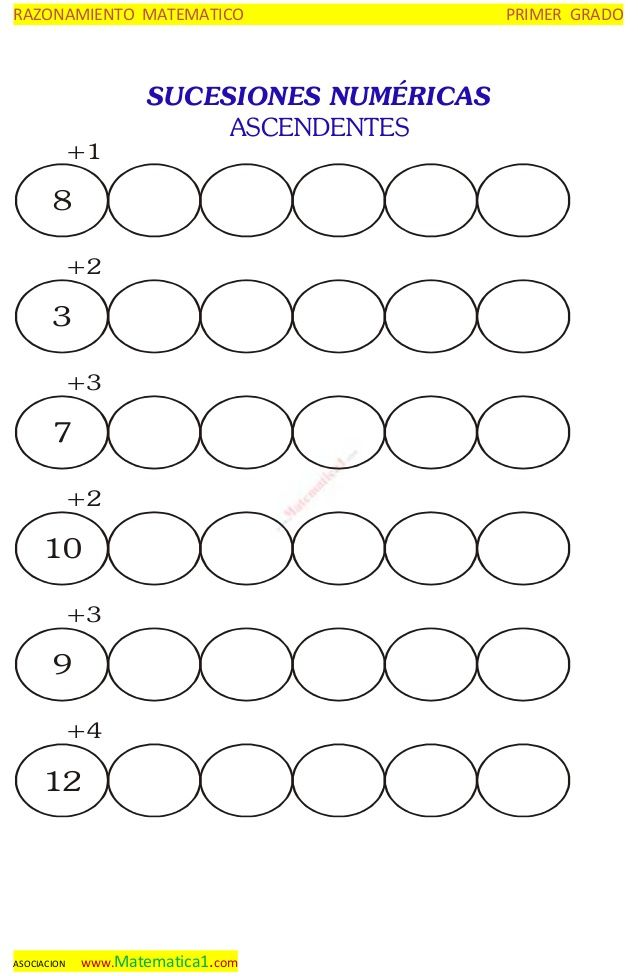 RAZONAMIENTO MATEMATICO PRIMER GRADO
SUCESIONES NUMÉRICAS
ASCENDENTES
+1
8
+2
3
+3
7
Matematica1
+2
10
+3
9
+4
12
ASOCIACION www.Matematica1.com